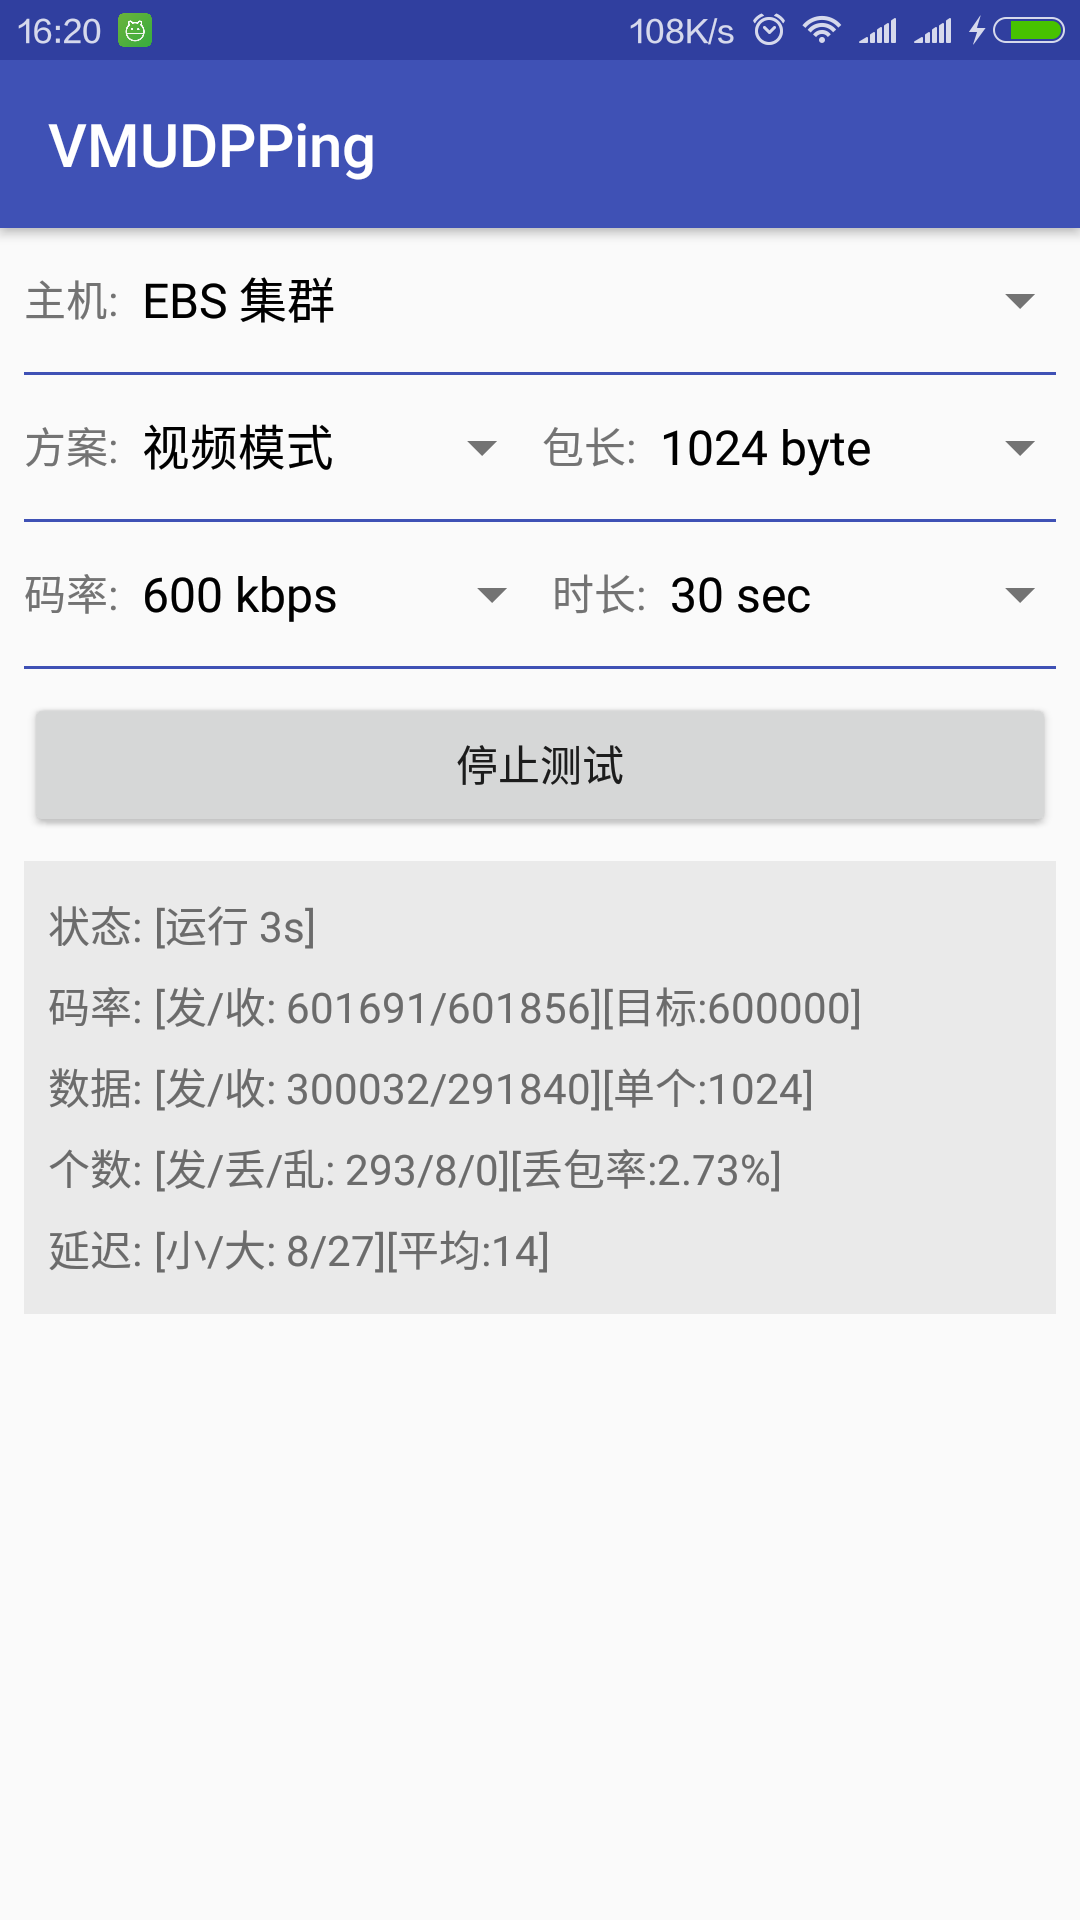 16:20 108K/s
VMUDPPing
主机: EBS 集群
方案: 视频模式 包长: 1024 byte
码率: 600 kbps 时长: 30 sec
停止测试
状态: [运行 3s]
码率: [发/收: 601691/601856][目标:600000]
数据: [发/收: 300032/291840][单个:1024]
个数: [发/丢/乱: 293/8/0][丢包率:2.73%]
延迟: [小/大: 8/27][平均:14]